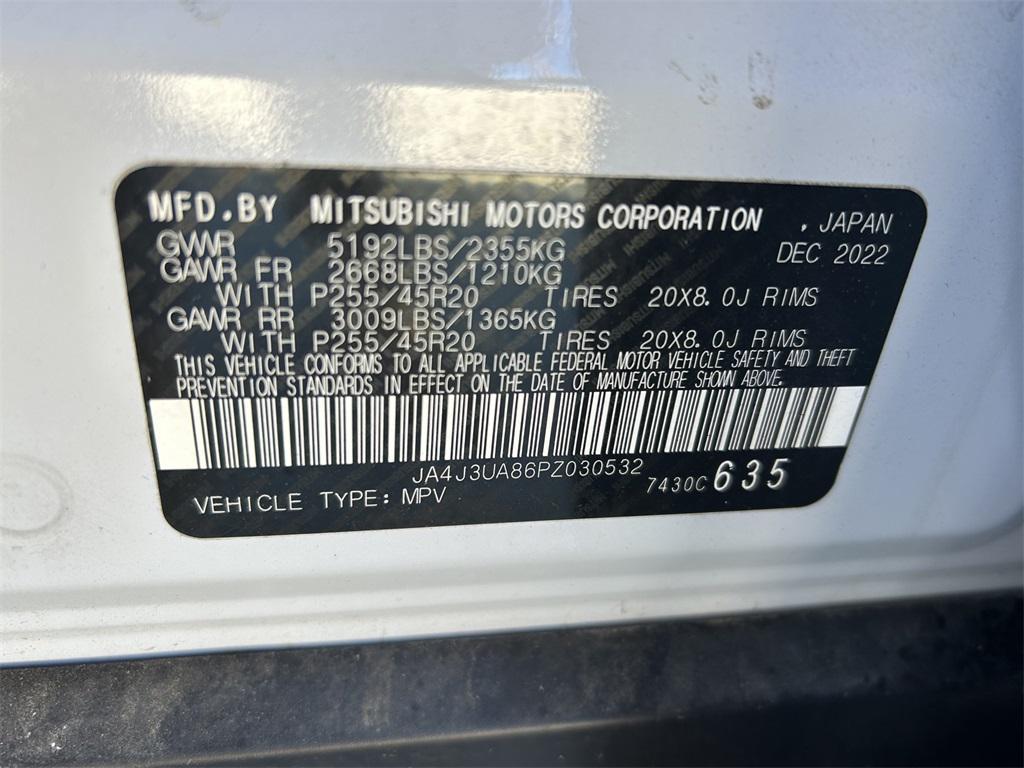 MFD.BY MITSUBISHI MOTORS CORPORATION , JAPAN
GVWR 5192LBS/2355KG DEC 2022
GAWR FR 2668LBS/1210KG
WITH P255/45R20 TIRES 20X8.0J RIMS
GAWR RR 3009LBS/1365KG
WITH P255/45R20 TIRES 20X8.0J RIMS
THIS VEHICLE CONFORMS TO ALL APPLICABLE FEDERAL MOTOR VEHICLE SAFETY AND THEFT
PREVENTION STANDARDS IN EFFECT ON THE DATE OF MANUFACTURE SHOWN ABOVE.
JA4J3UA86PZ030532
VEHICLE TYPE: MPV 7430C 635